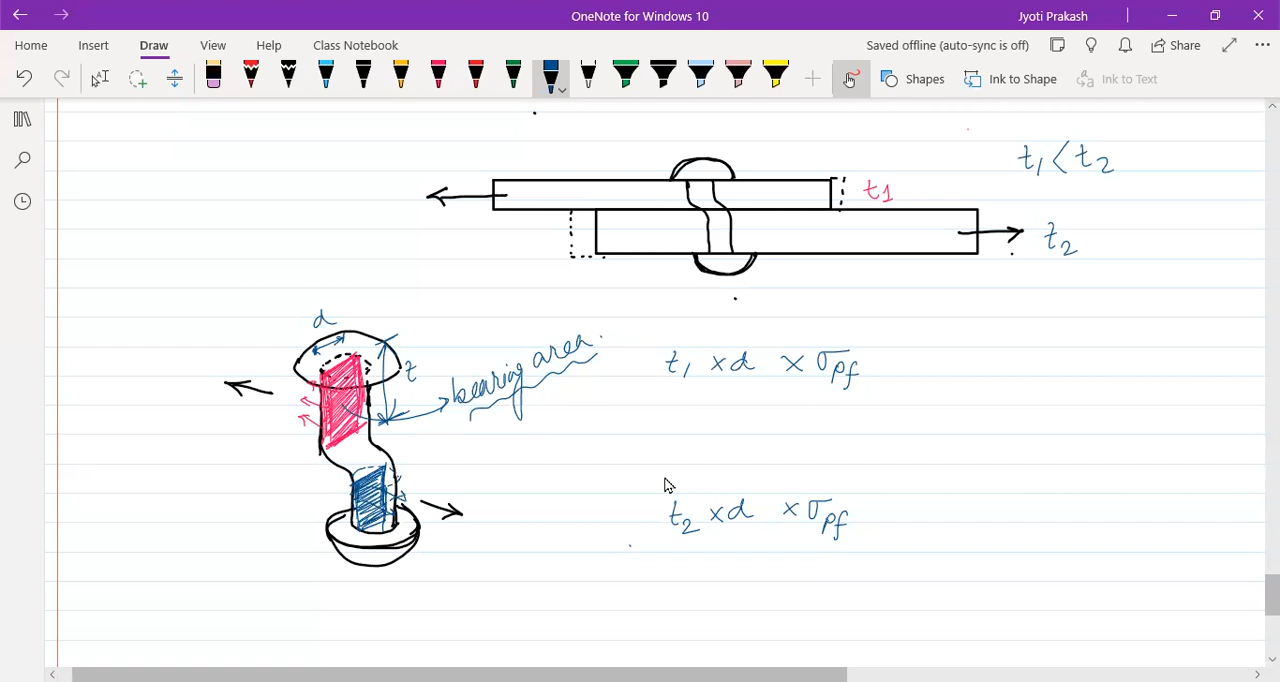 OneNote for Windows 10
Jyoti Prakash
Home Insert Draw View Help Class Notebook
Saved offline (auto-sync is off)
Share
Shapes
Ink to Shape
Ink to Text
t₁ < t₂
t1
t₂
d
t
bearing area
t₁ × d × σpf
t₂ × d × σpf